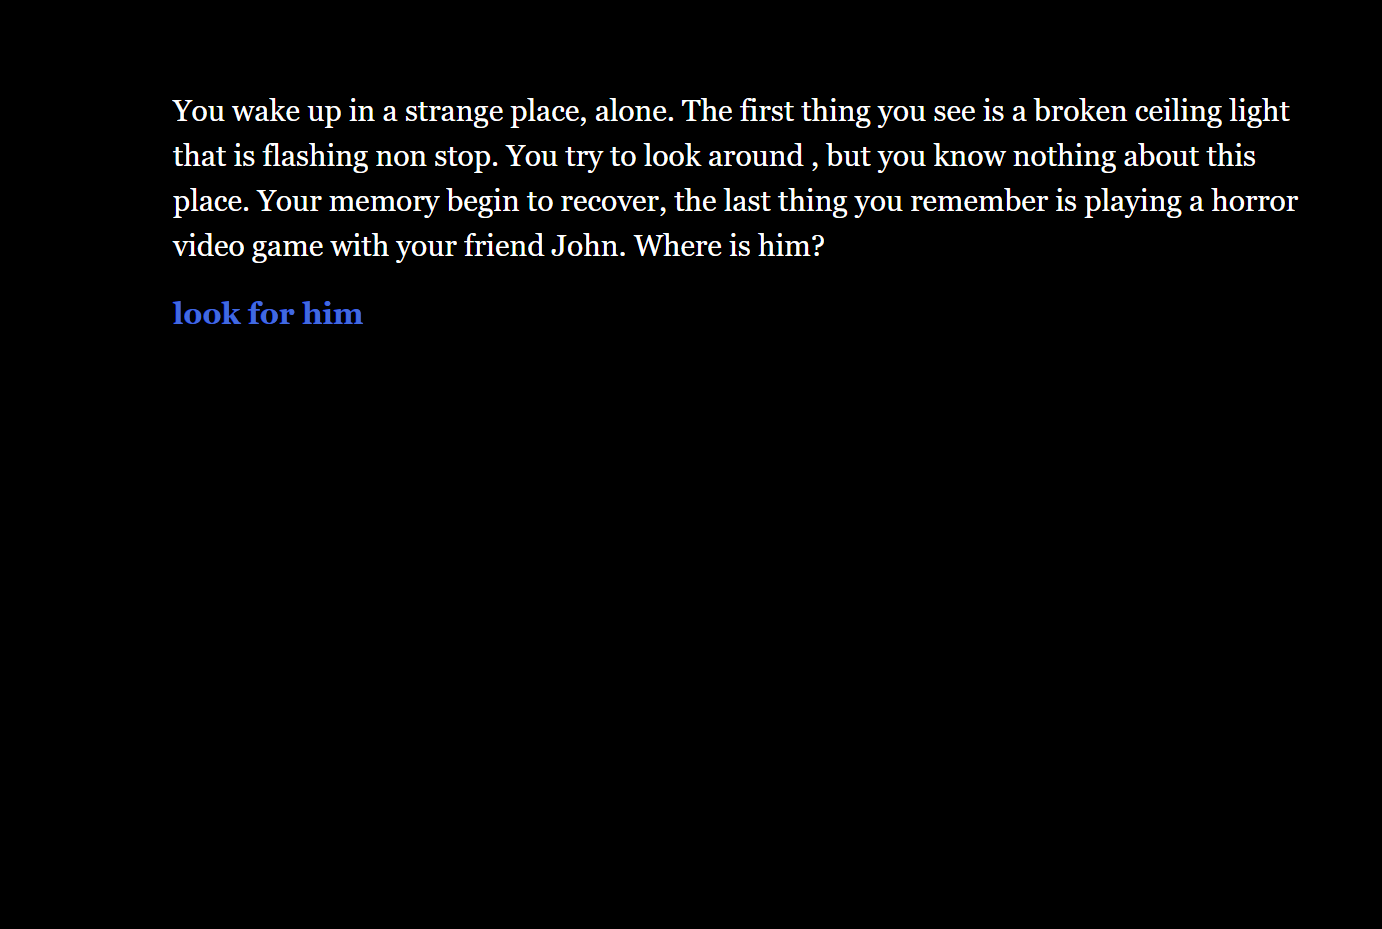 You wake up in a strange place, alone. The first thing you see is a broken ceiling light
that is flashing non stop. You try to look around , but you know nothing about this
place. Your memory begin to recover, the last thing you remember is playing a horror
video game with your friend John. Where is him?
look for him